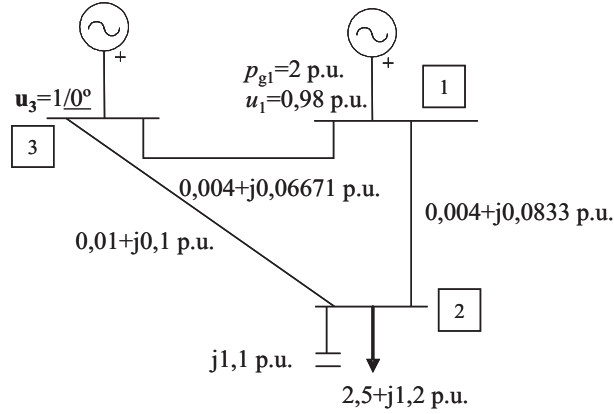 p_g1=2 p.u.
u_1=0,98 p.u.
1
u_3=1/0º
3
0,004+j0,06671 p.u.
0,004+j0,0833 p.u.
0,01+j0,1 p.u.
2
j1,1 p.u.
2,5+j1,2 p.u.